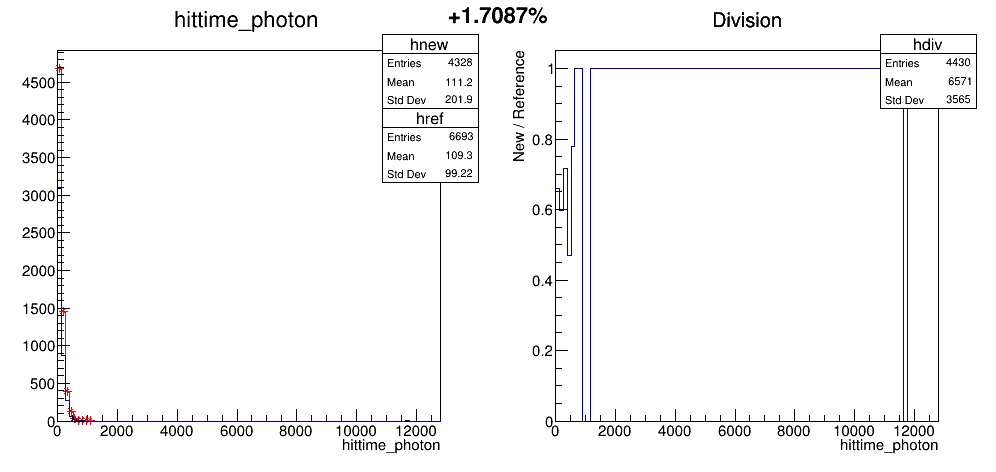 +1.7087%
hittime_photon
hnew
Entries 4328
Mean 111.2
Std Dev 201.9
href
Entries 6693
Mean 109.3
Std Dev 99.22
4500
4000
3500
3000
2500
2000
1500
1000
500
0
0 2000 4000 6000 8000 10000 12000
hittime_photon
Division
hdiv
Entries 4430
Mean 6571
Std Dev 3565
New / Reference
1
0.8
0.6
0.4
0.2
0
0 2000 4000 6000 8000 10000 12000
hittime_photon